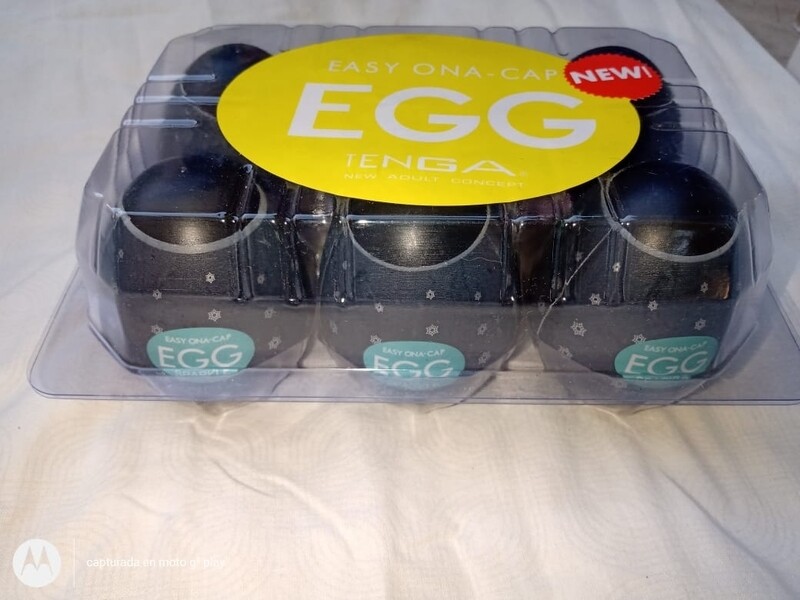 EASY ONA-CAP
NEW!
EGG
TENGA
NEW ADULT CONCEPT
EASY ONA-CAP
EGG
EASY ONA-CAP
EGG
EASY ONA-CAP
EGG
capturada en moto g